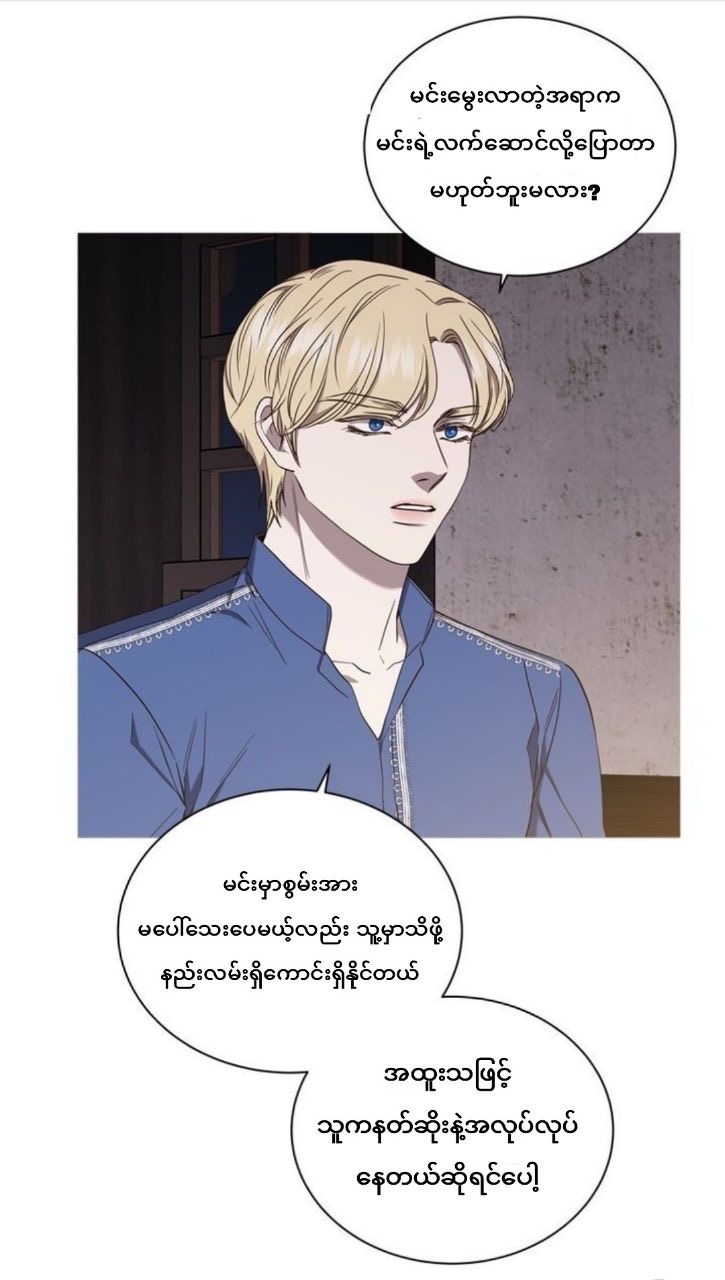 မင်းမွေးလာတဲ့အရာက
မင်းရဲ့လက်ဆောင်လို့ပြောတာ
မဟုတ်ဘူးမလား?
မင်းမှာစွမ်းအား
မပေါ်သေးပေမယ့်လည်း သူ့မှာသိဖို့
နည်းလမ်းရှိကောင်းရှိနိုင်တယ်
အထူးသဖြင့်
သူကနတ်ဆိုးနဲ့အလုပ်လုပ်
နေတယ်ဆိုရင်ပေါ့